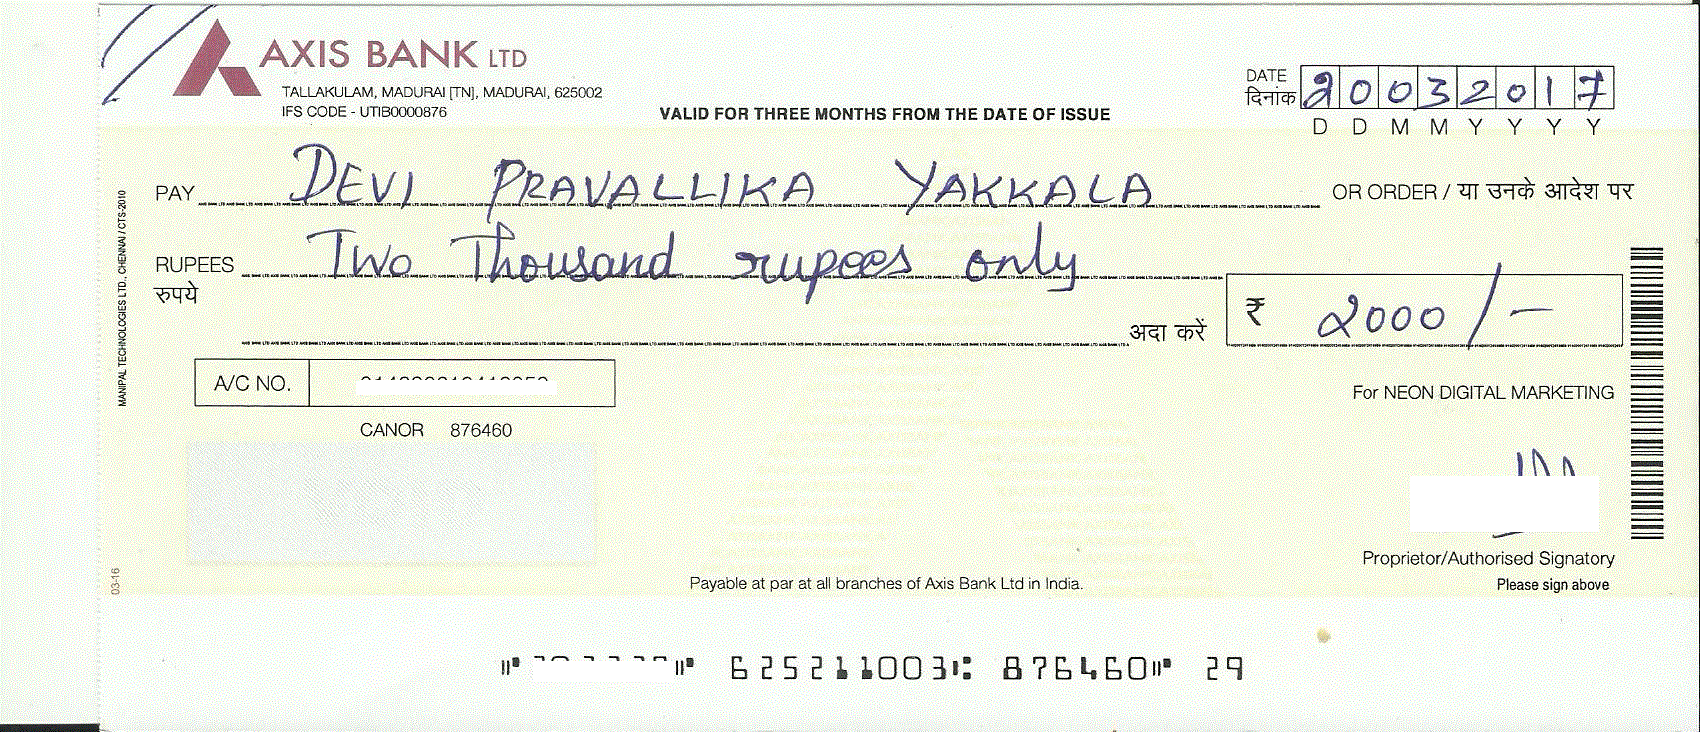 AXIS BANK LTD
TALLAKULAM, MADURAI [TN], MADURAI, 625002
IFS CODE - UTIB0000876
VALID FOR THREE MONTHS FROM THE DATE OF ISSUE
DATE 20032017
दिनांक D D M M Y Y Y Y
PAY DEVI PRAVALLIKA YAKKALA OR ORDER / या उनके आदेश पर
RUPEES Two Thousand rupees only
रुपये
अदा करें ₹ 2000/-
A/C NO.
For NEON DIGITAL MARKETING
CANOR 876460
MANIPAL TECHNOLOGIES LTD., CHENNAI / CTS-2010
03-16
Proprietor/Authorised Signatory
Payable at par at all branches of Axis Bank Ltd in India.
Please sign above
625211003 876460 29